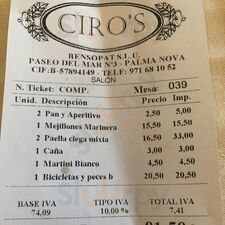 CIRO'S
BENSOPAT S.L.U.
PASEO DEL MAR Nº3 - PALMA NOVA
CIF:B-57894149 - TELF: 971 68 10 52
SALÓN
N. Ticket: COMP. Mesa: 039
Unid. Descripción Precio Imp.
2 Pan y Aperitivo 2,50 5,00
1 Mejillones Marinera 15,50 15,50
2 Paella ciega mixta 16,50 33,00
1 Caña 3,00 3,00
1 Martini Bianco 4,50 4,50
1 Bicicletas y peces b 20,50 20,50
BASE IVA TIPO IVA TOTAL IVA
74,09 10,00 % 7,41